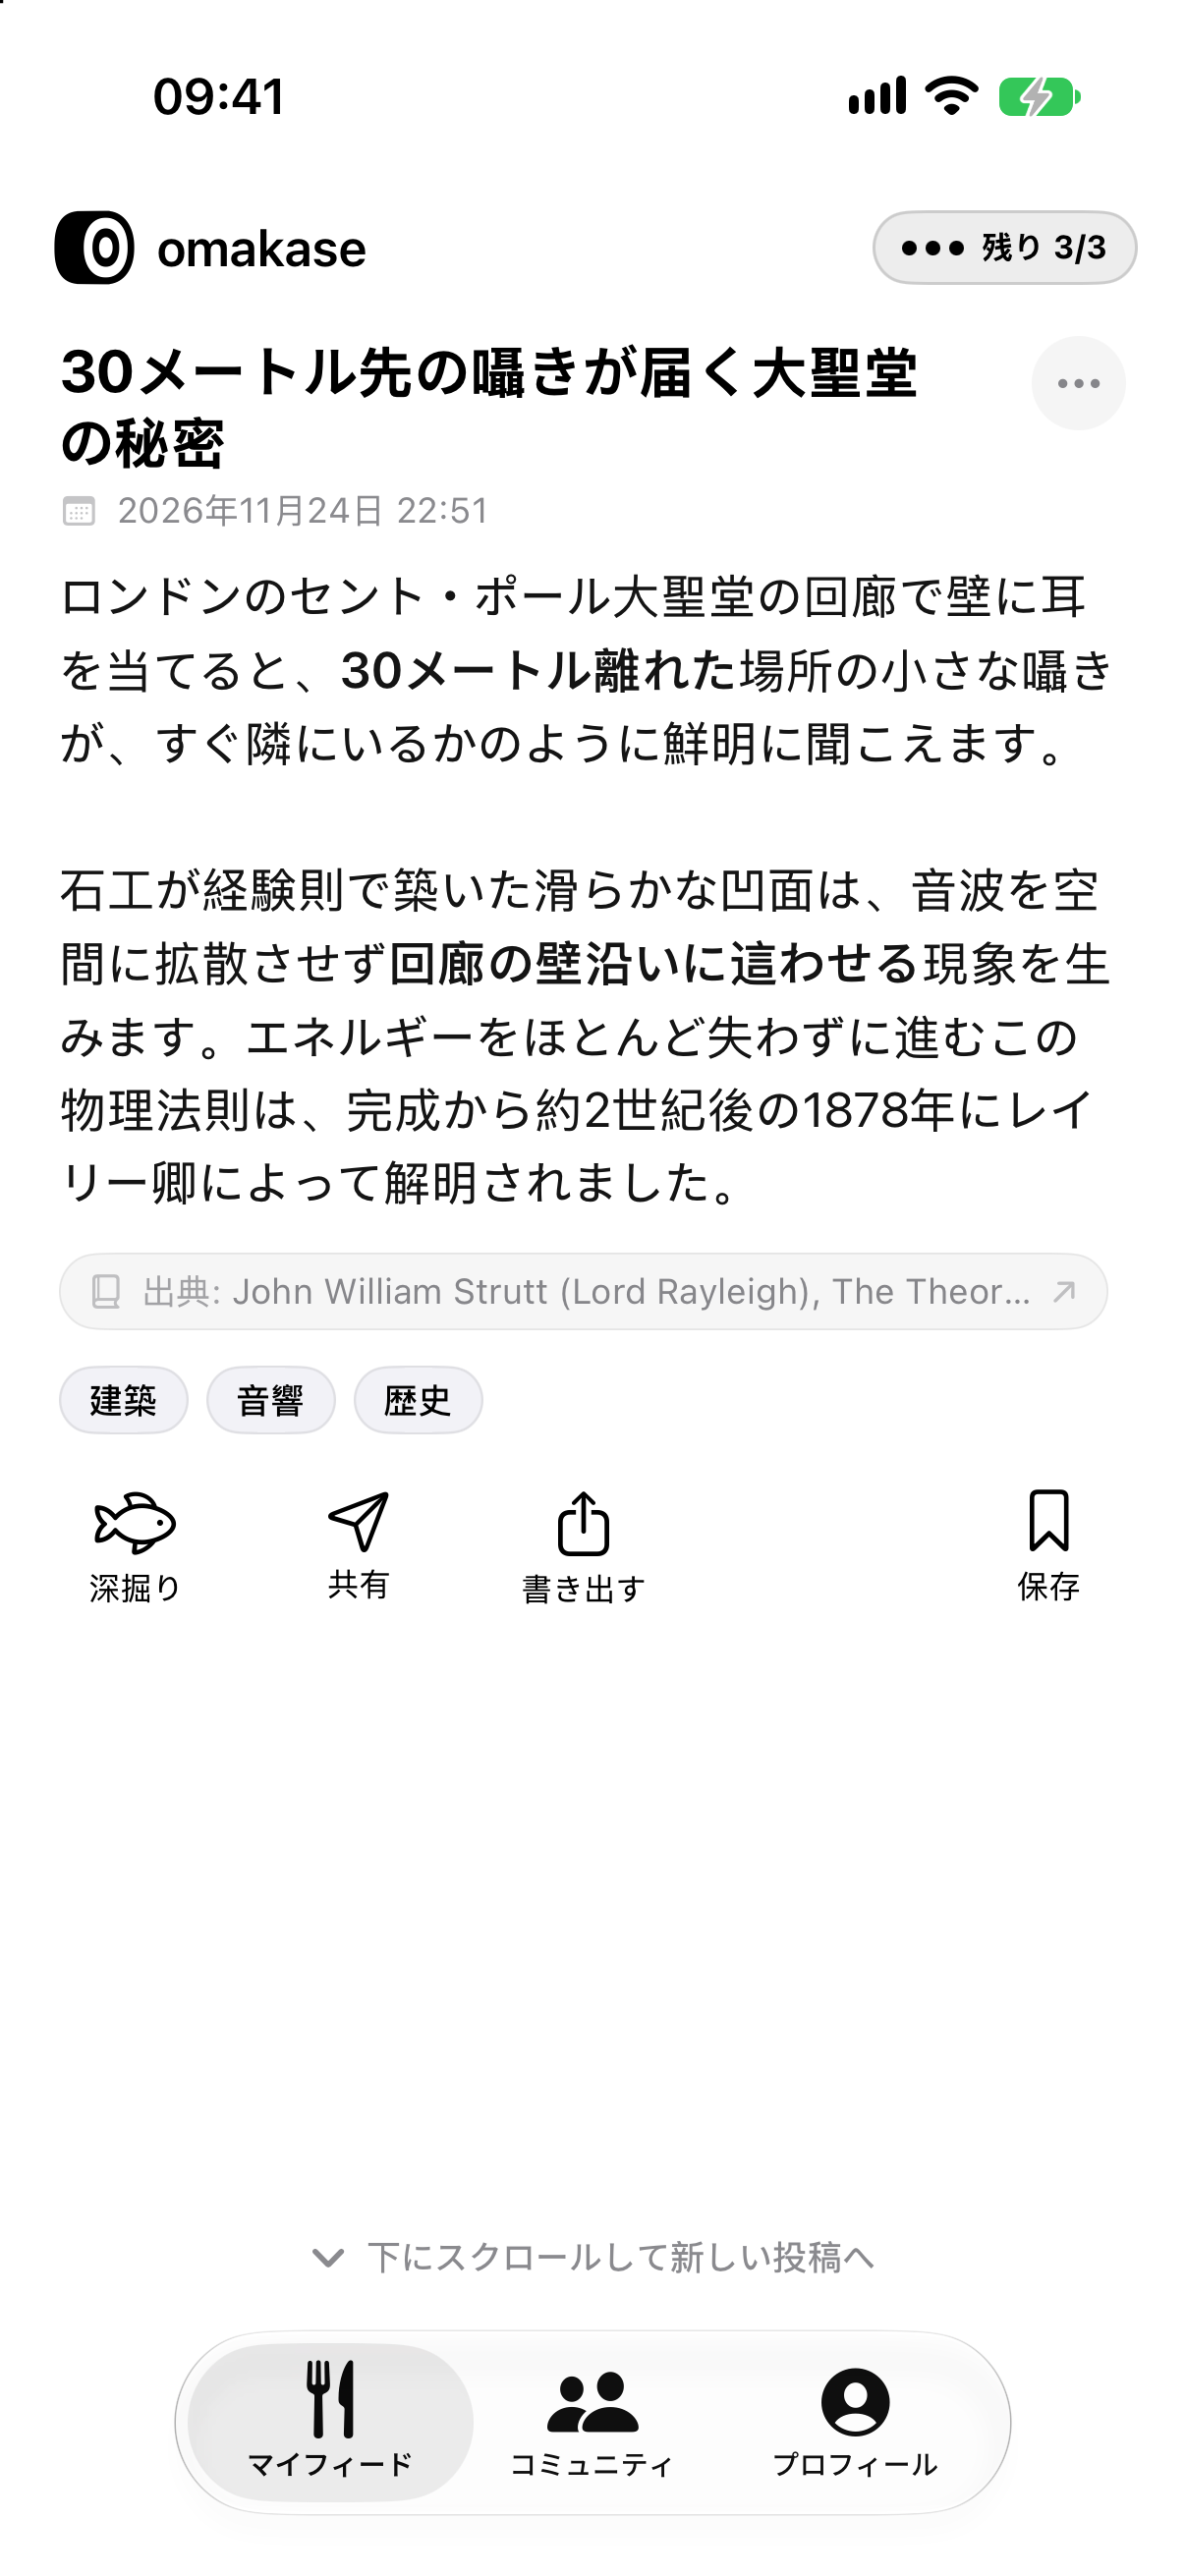 09:41
omakase
残り 3/3
30メートル先の囁きが届く大聖堂
の秘密
2026年11月24日 22:51
ロンドンのセント・ポール大聖堂の回廊で壁に耳
を当てると、30メートル離れた場所の小さな囁き
が、すぐ隣にいるかのように鮮明に聞こえます。
石工が経験則で築いた滑らかな凹面は、音波を空
間に拡散させず回廊の壁沿いに這わせる現象を生
みます。エネルギーをほとんど失わずに進むこの
物理法則は、完成から約2世紀後の1878年にレイ
リー卿によって解明されました。
出典: John William Strutt (Lord Rayleigh), The Theor...
建築 音響 歴史
深掘り 共有 書き出す 保存
下にスクロールして新しい投稿へ
マイフィード コミュニティ プロフィール